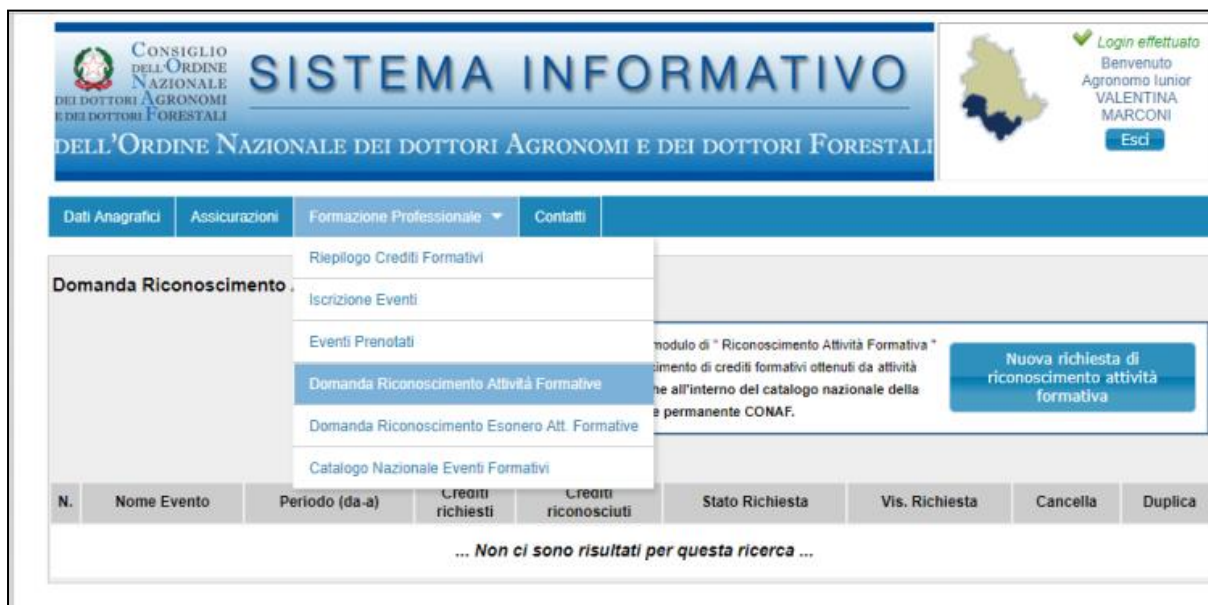 CONSIGLIO
DELL'ORDINE
NAZIONALE
DEI DOTTORI AGRONOMI
E DEI DOTTORI FORESTALI
SISTEMA INFORMATIVO
DELL'ORDINE NAZIONALE DEI DOTTORI AGRONOMI E DEI DOTTORI FORESTALI
Login effettuato
Benvenuto
Agronomo Iunior
VALENTINA
MARCONI
Esci
Dati Anagrafici Assicurazioni Formazione Professionale Contatti
Riepilogo Crediti Formativi
Domanda Riconoscimento
Iscrizione Eventi
Eventi Prenotati
Domanda Riconoscimento Attività Formative
Domanda Riconoscimento Esonero Att. Formative
Catalogo Nazionale Eventi Formativi
modulo di " Riconoscimento Attività Formativa "
di crediti formativi ottenuti da attività
all'interno del catalogo nazionale della
permanente CONAF.
Nuova richiesta di
riconoscimento attività
formativa
N. Nome Evento Periodo (da-a) Crediti richiesti Crediti riconosciuti Stato Richiesta Vis. Richiesta Cancella Duplica
... Non ci sono risultati per questa ricerca ...